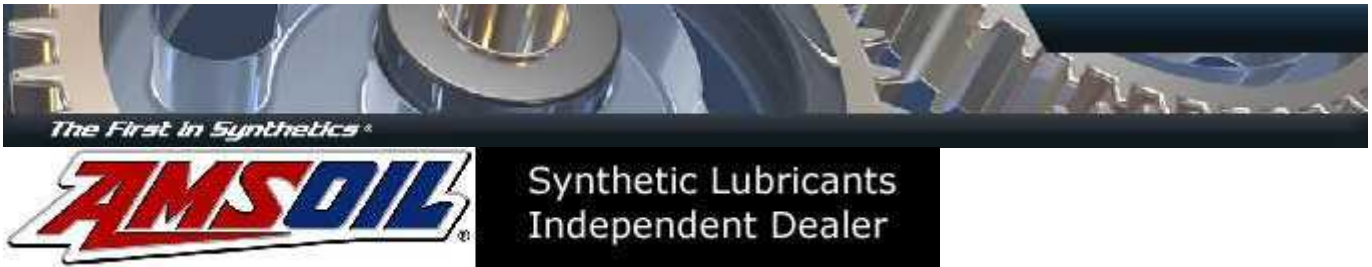 The First in Synthetics ®
AMSOIL®
Synthetic Lubricants
Independent Dealer